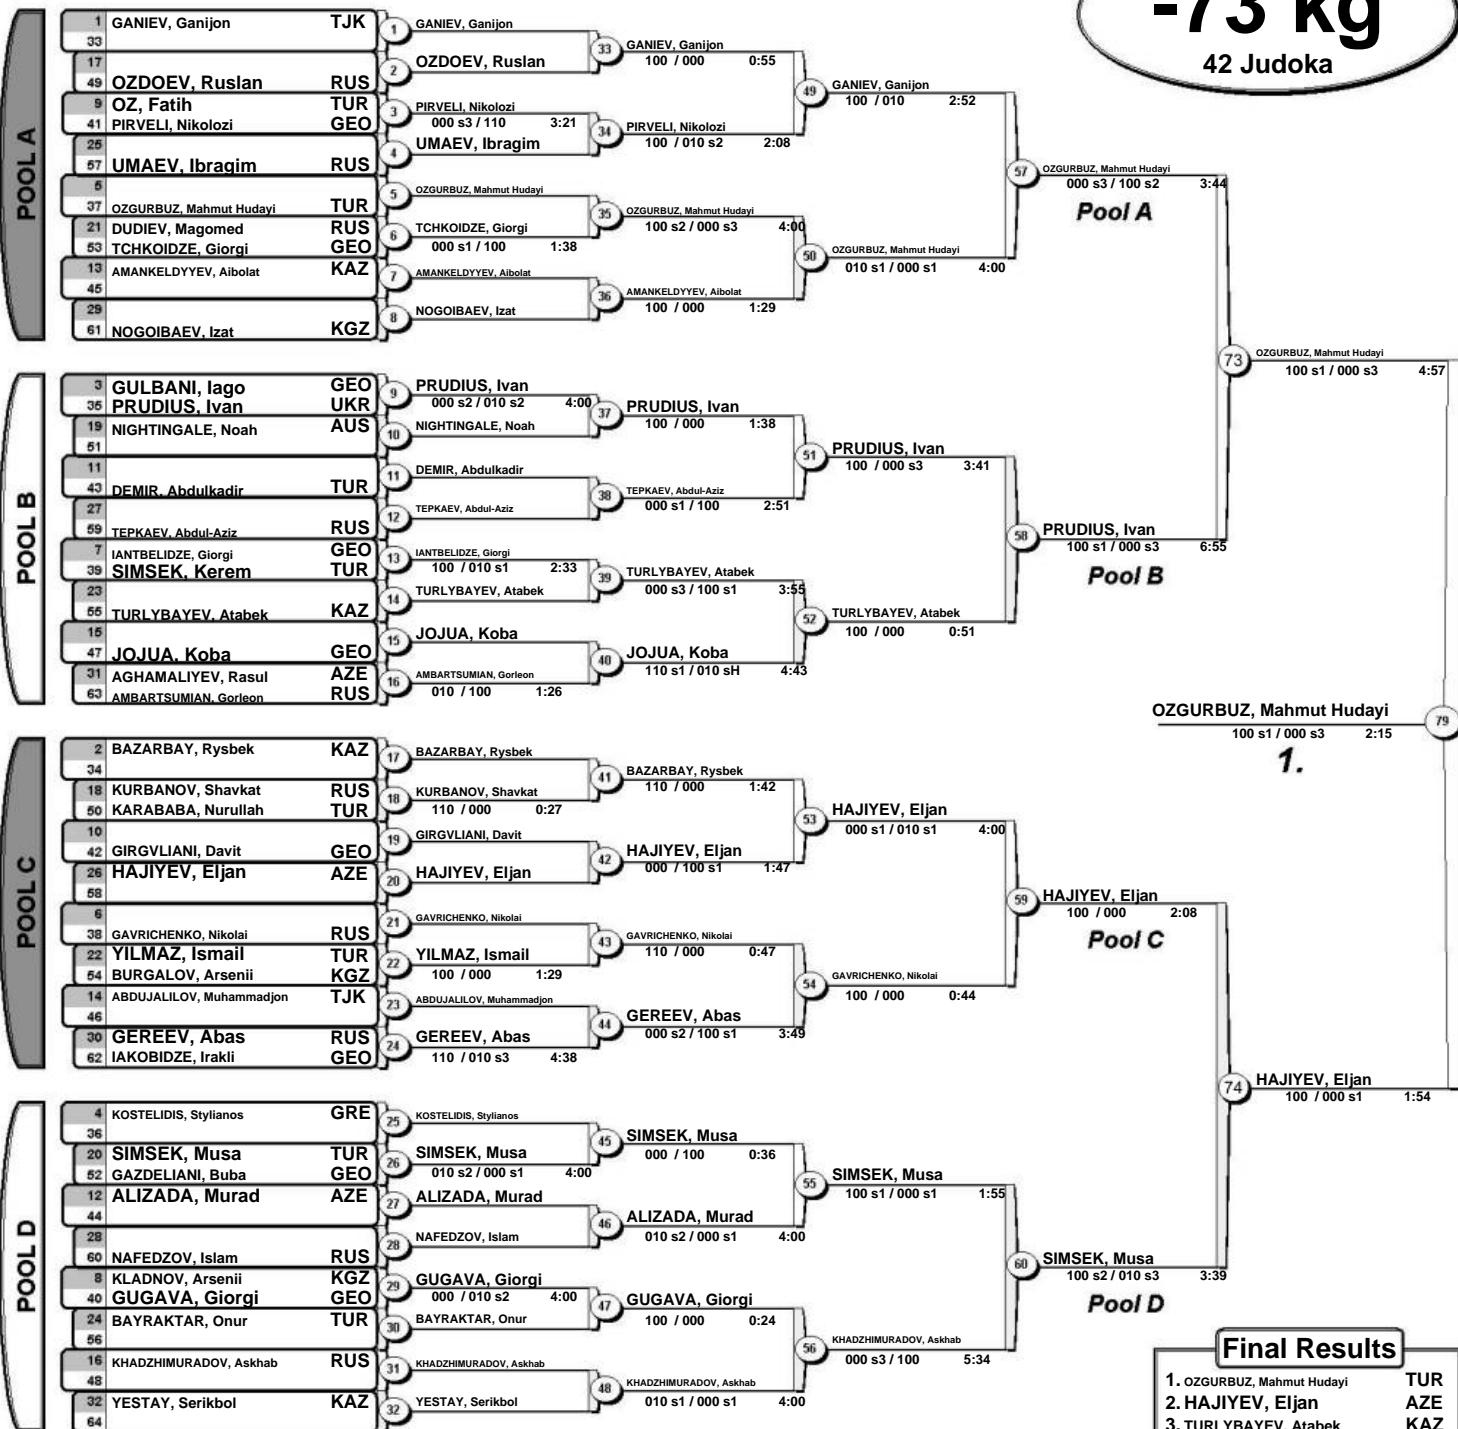 -73 kg
42 Judoka
POOL A
1 GANIEV, Ganijon TJK
33
17
49 OZDOEV, Ruslan RUS
9 OZ, Fatih TUR
41 PIRVELI, Nikolozi GEO
25
57 UMAEV, Ibragim RUS
5
37 OZGURBUZ, Mahmut Hudayi TUR
21 DUDIEV, Magomed RUS
53 TCHKOIDZE, Giorgi GEO
13 AMANKELDYYEV, Aibolat KAZ
45
29
61 NOGOIBAEV, Izat KGZ
1 GANIEV, Ganijon
2 OZDOEV, Ruslan
3 PIRVELI, Nikolozi
000 s3 / 110 3:21
4 UMAEV, Ibragim
5 OZGURBUZ, Mahmut Hudayi
6 TCHKOIDZE, Giorgi
000 s1 / 100 1:38
7 AMANKELDYYEV, Aibolat
8 NOGOIBAEV, Izat
33 GANIEV, Ganijon
100 / 000 0:55
34 PIRVELI, Nikolozi
100 / 010 s2 2:08
35 OZGURBUZ, Mahmut Hudayi
100 s2 / 000 s3 4:00
36 AMANKELDYYEV, Aibolat
100 / 000 1:29
49 GANIEV, Ganijon
100 / 010 2:52
50 OZGURBUZ, Mahmut Hudayi
010 s1 / 000 s1 4:00
57 OZGURBUZ, Mahmut Hudayi
000 s3 / 100 s2 3:44
Pool A
POOL B
3 GULBANI, Iago GEO
35 PRUDIUS, Ivan UKR
19 NIGHTINGALE, Noah AUS
51
11
43 DEMIR, Abdulkadir TUR
27
59 TEPKAEV, Abdul-Aziz RUS
7 IANTBELIDZE, Giorgi GEO
39 SIMSEK, Kerem TUR
23
55 TURLYBAYEV, Atabek KAZ
15
47 JOJUA, Koba GEO
31 AGHAMALIYEV, Rasul AZE
63 AMBARTSUMIAN, Gorleon RUS
9 PRUDIUS, Ivan
000 s2 / 010 s2 4:00
10 NIGHTINGALE, Noah
11 DEMIR, Abdulkadir
12 TEPKAEV, Abdul-Aziz
13 IANTBELIDZE, Giorgi
100 / 010 s1 2:33
14 TURLYBAYEV, Atabek
15 JOJUA, Koba
16 AMBARTSUMIAN, Gorleon
010 / 100 1:26
37 PRUDIUS, Ivan
100 / 000 1:38
38 TEPKAEV, Abdul-Aziz
000 s1 / 100 2:51
39 TURLYBAYEV, Atabek
000 s3 / 100 s1 3:55
40 JOJUA, Koba
110 s1 / 010 sH 4:43
51 PRUDIUS, Ivan
100 / 000 s3 3:41
52 TURLYBAYEV, Atabek
100 / 000 0:51
58 PRUDIUS, Ivan
100 s1 / 000 s3 6:55
Pool B
73 OZGURBUZ, Mahmut Hudayi
100 s1 / 000 s3 4:57
OZGURBUZ, Mahmut Hudayi 79
100 s1 / 000 s3 2:15
1.
POOL C
2 BAZARBAY, Rysbek KAZ
34
18 KURBANOV, Shavkat RUS
50 KARABABA, Nurullah TUR
10
42 GIRGVLIANI, Davit GEO
26 HAJIYEV, Eljan AZE
58
6
38 GAVRICHENKO, Nikolai RUS
22 YILMAZ, Ismail TUR
54 BURGALOV, Arsenii KGZ
14 ABDUJALILOV, Muhammadjon TJK
46
30 GEREEV, Abas RUS
62 IAKOBIDZE, Irakli GEO
17 BAZARBAY, Rysbek
18 KURBANOV, Shavkat
110 / 000 0:27
19 GIRGVLIANI, Davit
20 HAJIYEV, Eljan
21 GAVRICHENKO, Nikolai
22 YILMAZ, Ismail
100 / 000 1:29
23 ABDUJALILOV, Muhammadjon
24 GEREEV, Abas
110 / 010 s3 4:38
41 BAZARBAY, Rysbek
110 / 000 1:42
42 HAJIYEV, Eljan
000 / 100 s1 1:47
43 GAVRICHENKO, Nikolai
110 / 000 0:47
44 GEREEV, Abas
000 s2 / 100 s1 3:49
53 HAJIYEV, Eljan
000 s1 / 010 s1 4:00
54 GAVRICHENKO, Nikolai
100 / 000 0:44
59 HAJIYEV, Eljan
100 / 000 2:08
Pool C
74 HAJIYEV, Eljan
100 / 000 s1 1:54
POOL D
4 KOSTELIDIS, Stylianos GRE
36
20 SIMSEK, Musa TUR
52 GAZDELIANI, Buba GEO
12 ALIZADA, Murad AZE
44
28
60 NAFEDZOV, Islam RUS
8 KLADNOV, Arsenii KGZ
40 GUGAVA, Giorgi GEO
24 BAYRAKTAR, Onur TUR
56
16 KHADZHIMURADOV, Askhab RUS
48
32 YESTAY, Serikbol KAZ
64
25 KOSTELIDIS, Stylianos
26 SIMSEK, Musa
010 s2 / 000 s1 4:00
27 ALIZADA, Murad
28 NAFEDZOV, Islam
29 GUGAVA, Giorgi
000 / 010 s2 4:00
30 BAYRAKTAR, Onur
31 KHADZHIMURADOV, Askhab
32 YESTAY, Serikbol
45 SIMSEK, Musa
000 / 100 0:36
46 ALIZADA, Murad
010 s2 / 000 s1 4:00
47 GUGAVA, Giorgi
100 / 000 0:24
48 KHADZHIMURADOV, Askhab
010 s1 / 000 s1 4:00
55 SIMSEK, Musa
100 s1 / 000 s1 1:55
56 KHADZHIMURADOV, Askhab
000 s3 / 100 5:34
60 SIMSEK, Musa
100 s2 / 010 s3 3:39
Pool D
Final Results
1. OZGURBUZ, Mahmut Hudayi TUR
2. HAJIYEV, Eljan AZE
3. TURLYBAYEV, Atabek KAZ